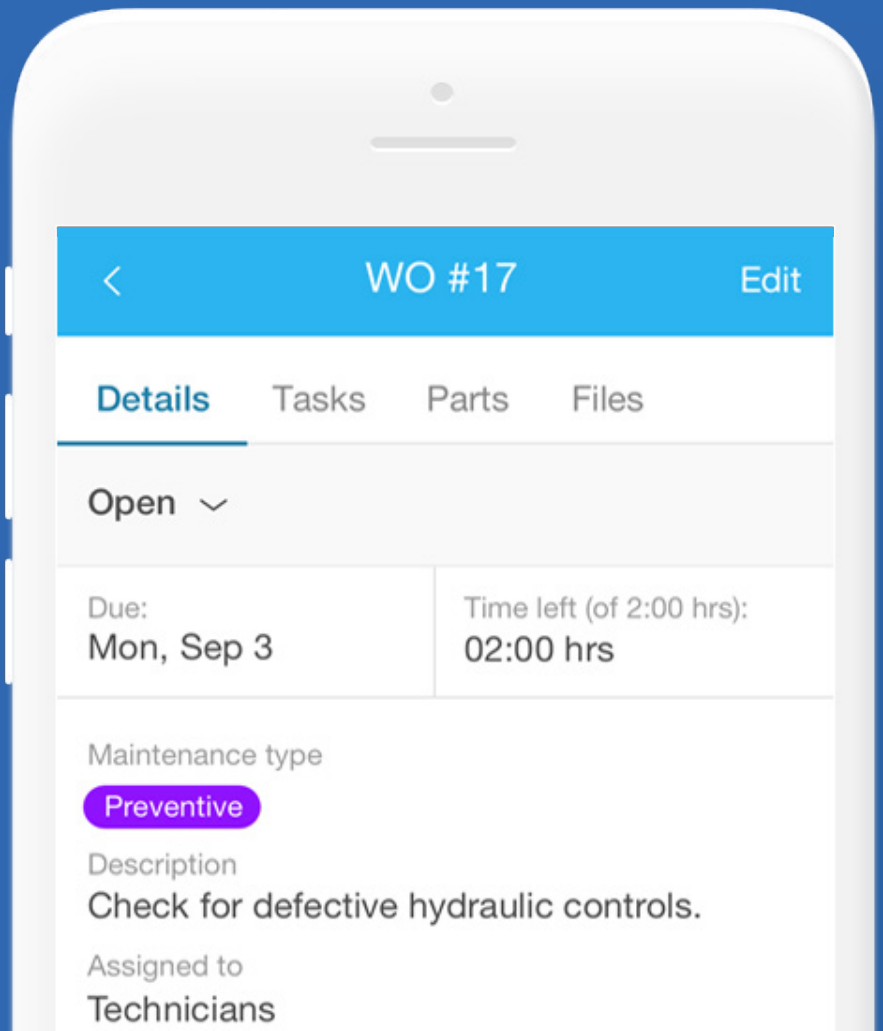 WO #17
Edit
Details Tasks Parts Files
Open
Due:
Mon, Sep 3
Time left (of 2:00 hrs):
02:00 hrs
Maintenance type
Preventive
Description
Check for defective hydraulic controls.
Assigned to
Technicians